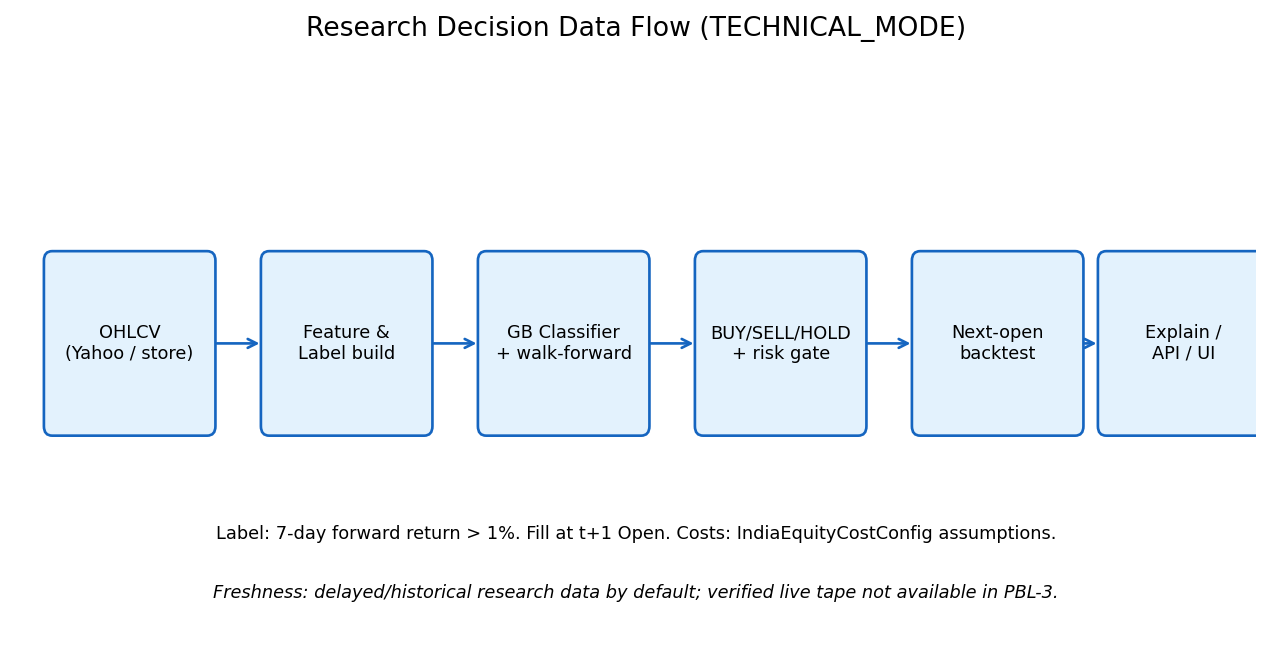 Research Decision Data Flow (TECHNICAL_MODE)
OHLCV
(Yahoo / store)
Feature &
Label build
GB Classifier
+ walk-forward
BUY/SELL/HOLD
+ risk gate
Next-open
backtest
Explain /
API / UI
Label: 7-day forward return > 1%. Fill at t+1 Open. Costs: IndiaEquityCostConfig assumptions.
Freshness: delayed/historical research data by default; verified live tape not available in PBL-3.